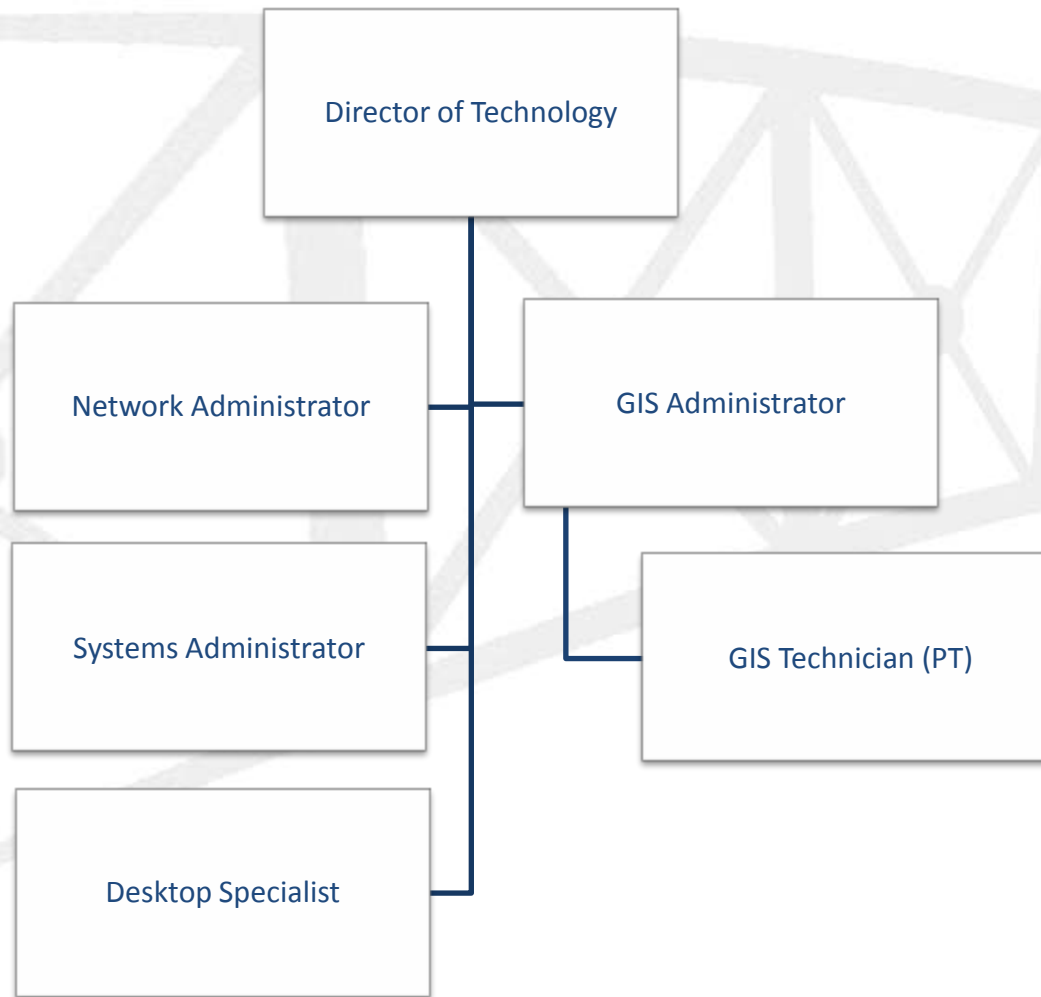 Director of Technology
Network Administrator
GIS Administrator
Systems Administrator
GIS Technician (PT)
Desktop Specialist